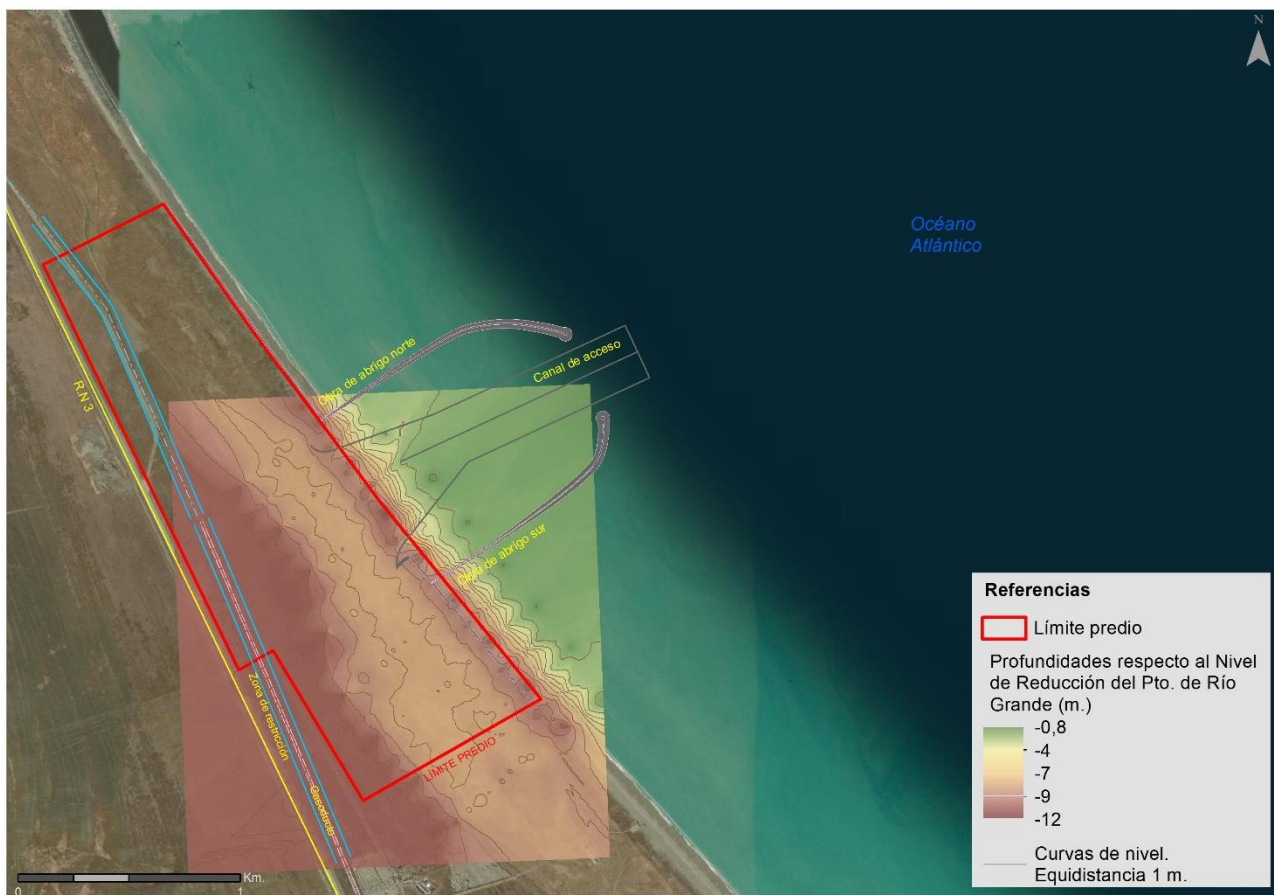 N
Océano
Atlántico
Obra de abrigo norte
Canal de acceso
R.N 3
Obra de abrigo sur
Zona de restricción
LÍMITE PREDIO
Gasoducto
Km.
0
1
Referencias
Límite predio
Profundidades respecto al Nivel
de Reducción del Pto. de Río
Grande (m.)
-0,8
-4
-7
-9
-12
Curvas de nivel.
Equidistancia 1 m.